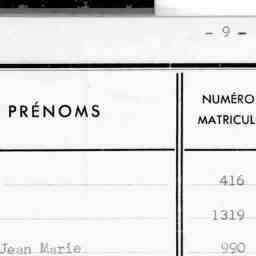 - 9 -
PRÉNOMS
NUMÉRO
MATRICUL
416
1319
Jean Marie 990